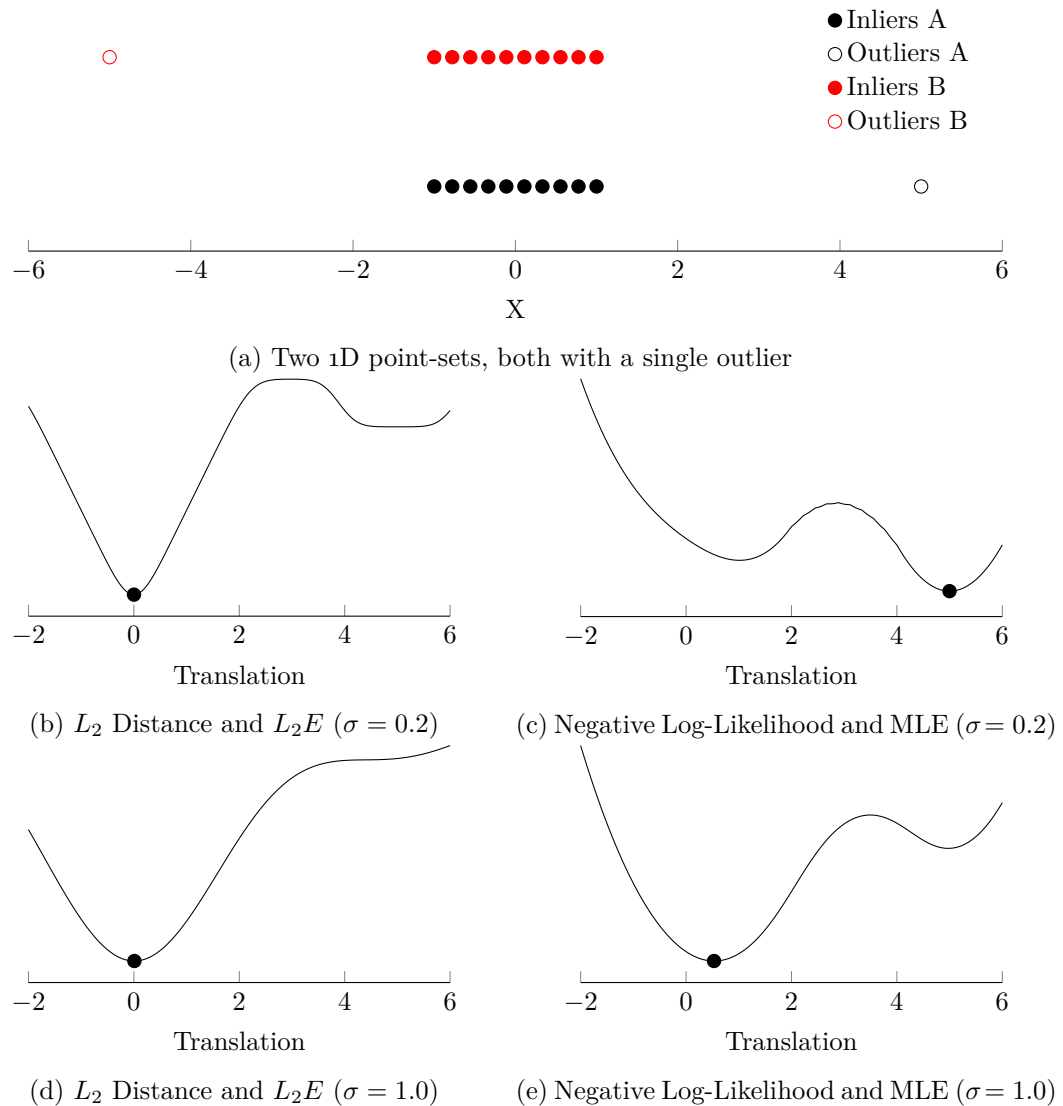 Inliers A
Outliers A
Inliers B
Outliers B
−6 −4 −2 0 2 4 6
X
(a) Two 1D point-sets, both with a single outlier
−2 0 2 4 6
Translation
(b) L₂ Distance and L₂E (σ = 0.2)
−2 0 2 4 6
Translation
(c) Negative Log-Likelihood and MLE (σ = 0.2)
−2 0 2 4 6
Translation
(d) L₂ Distance and L₂E (σ = 1.0)
−2 0 2 4 6
Translation
(e) Negative Log-Likelihood and MLE (σ = 1.0)